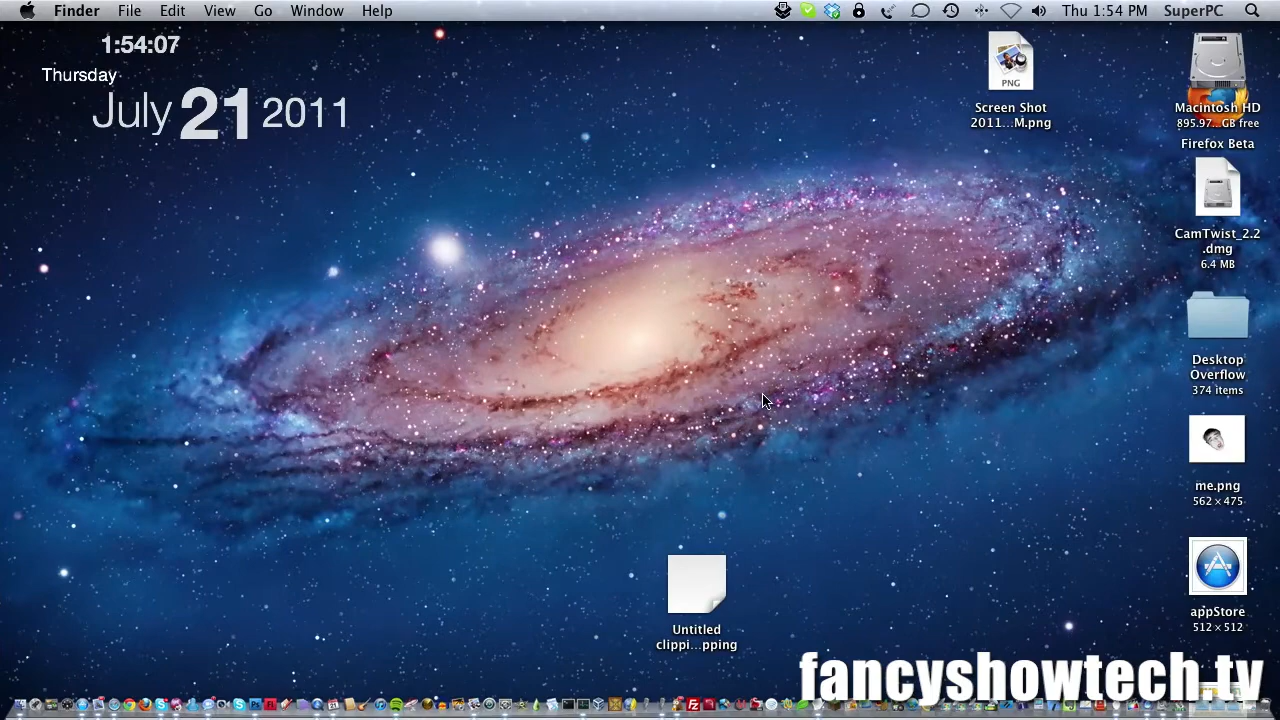 Finder File Edit View Go Window Help Thu 1:54 PM SuperPC
1:54:07
Thursday
July 21 2011
PNG
Screen Shot
2011...M.png
Macintosh HD
895.97...GB free
Firefox Beta
CamTwist_2.2
.dmg
6.4 MB
Desktop
Overflow
374 items
me.png
562×475
appStore
512×512
Untitled
clippi...pping
fancyshowtech.tv